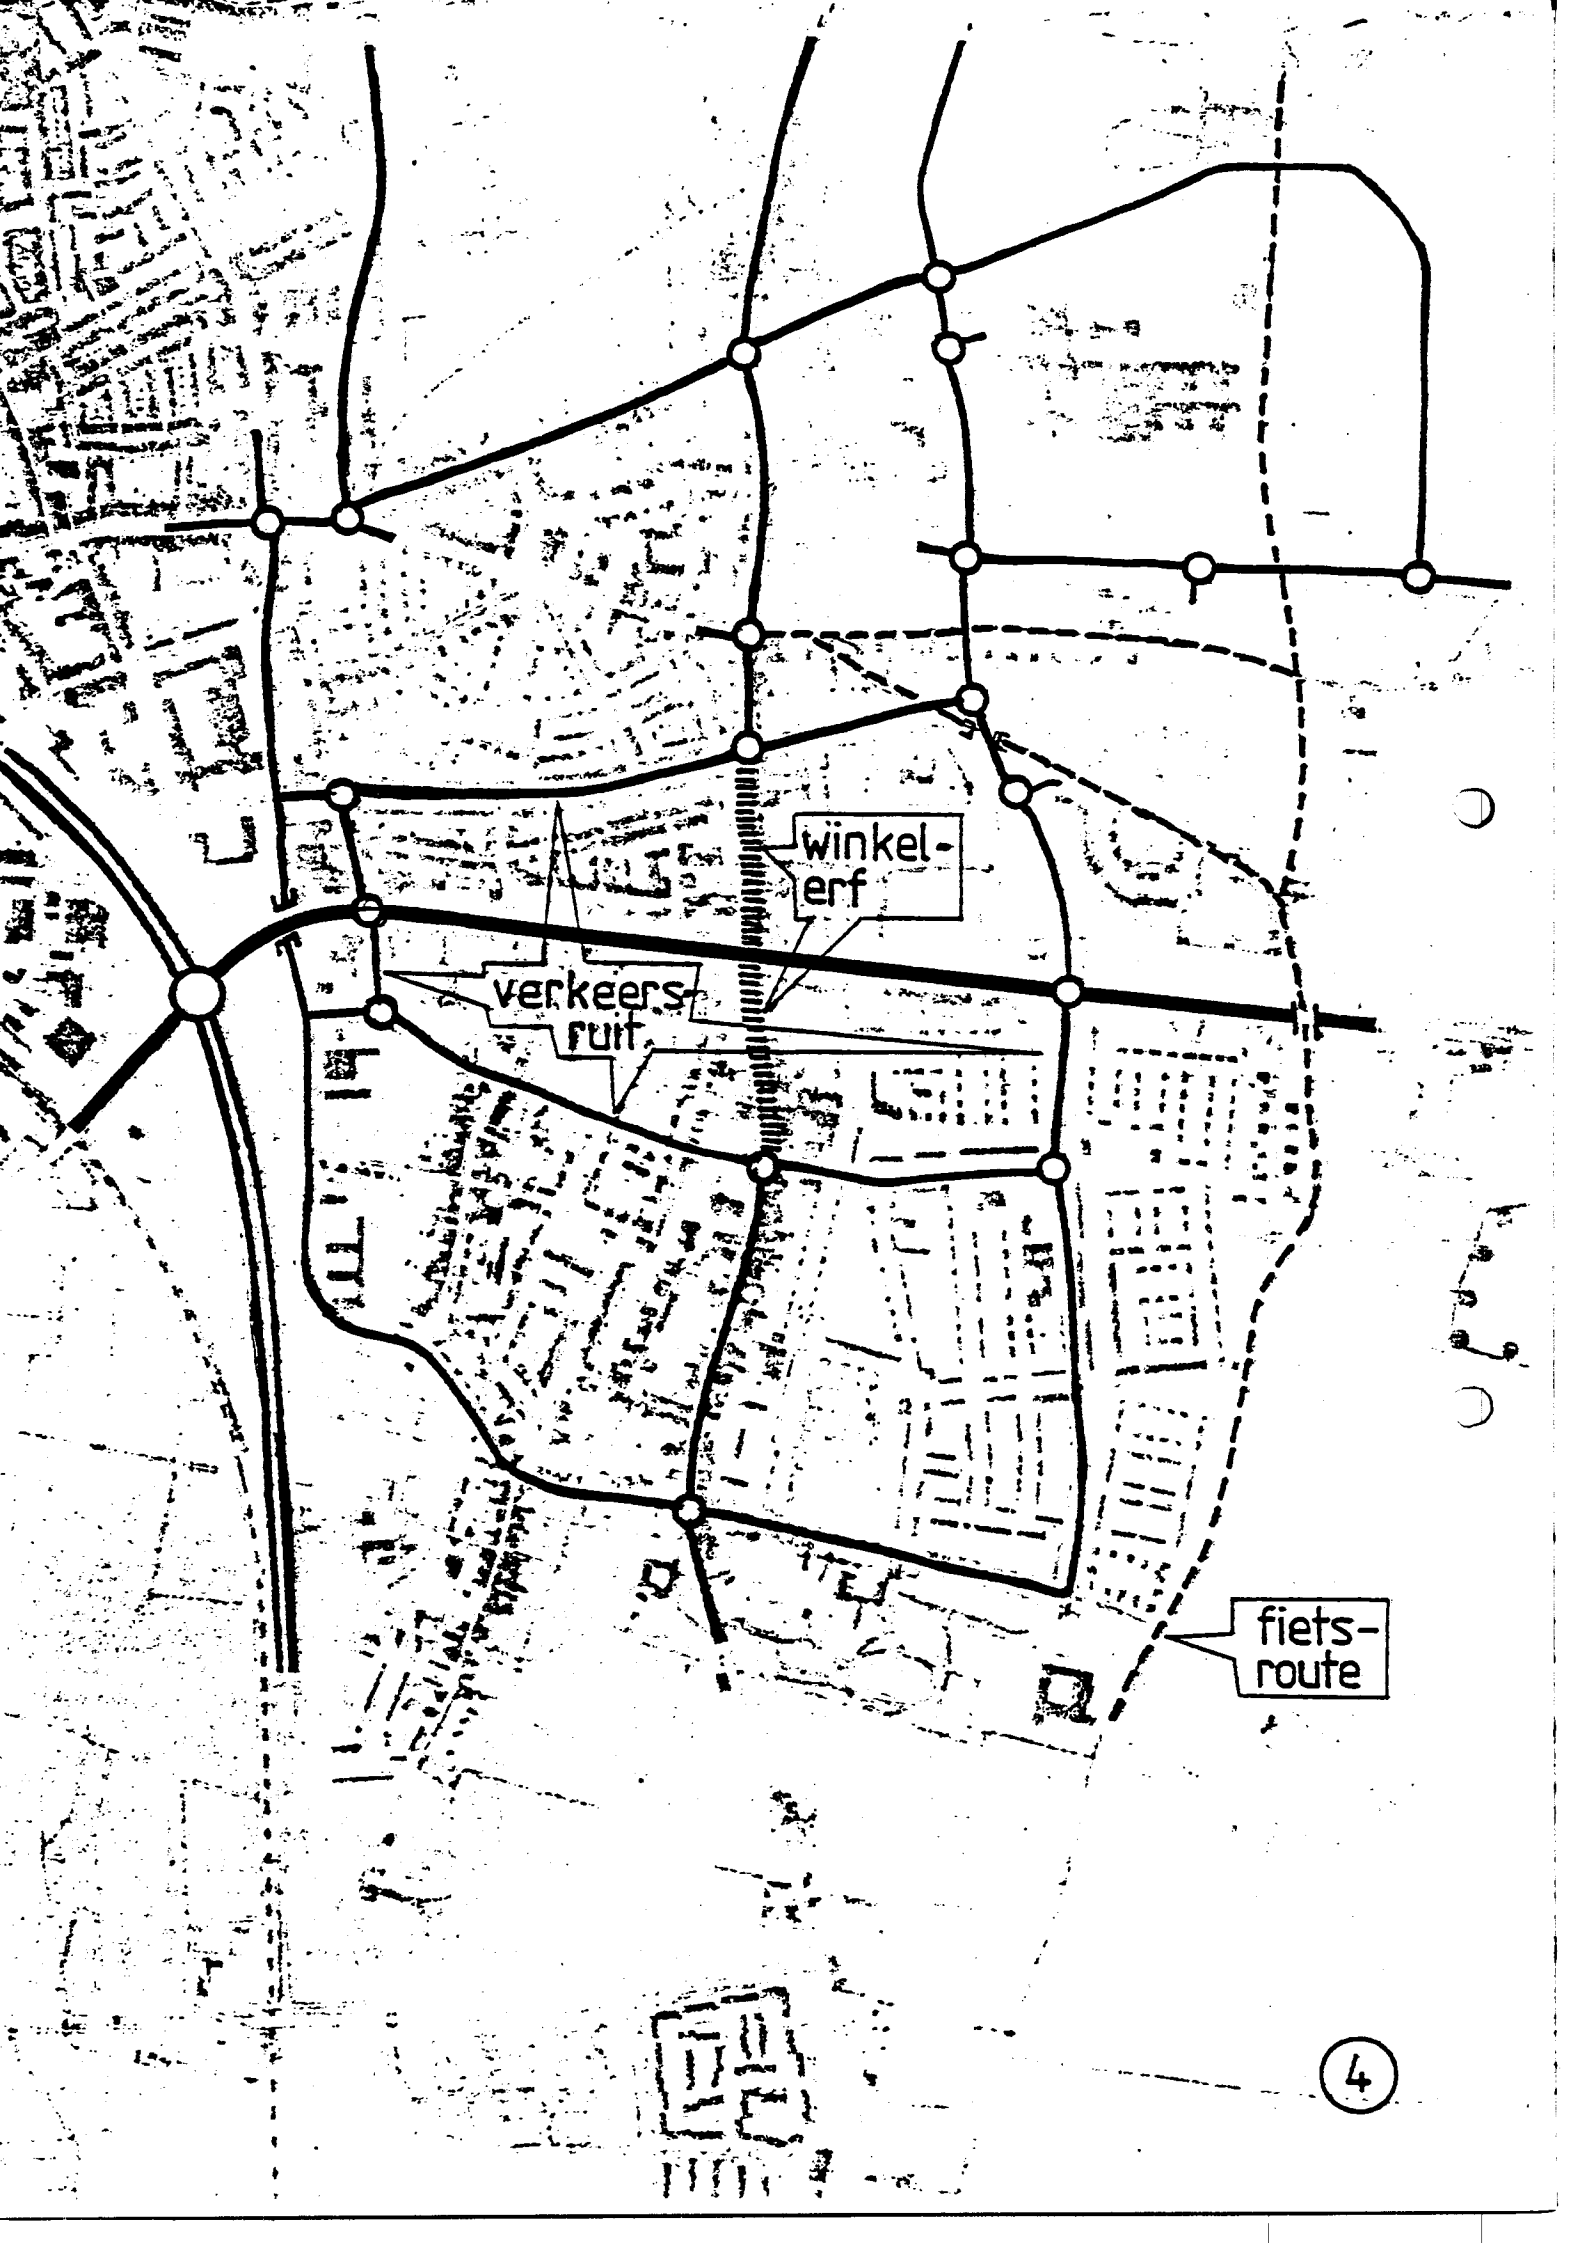 winkel-
erf
verkeers-
ruit
fiets-
route
4